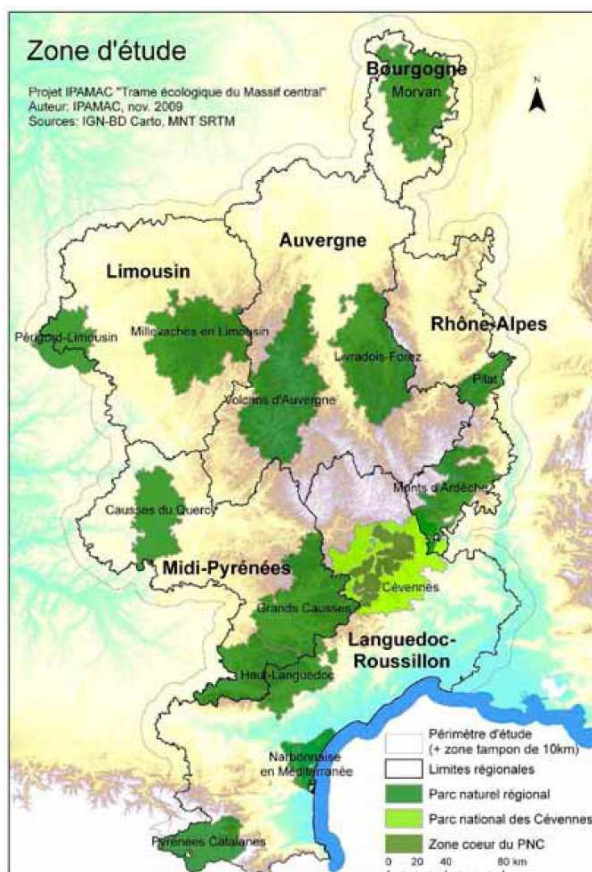 Zone d'étude
Projet IPAMAC "Trame écologique du Massif central"
Auteur: IPAMAC, nov. 2009
Sources: IGN-BD Carto, MNT SRTM
Bourgogne
Morvan
N
Auvergne
Limousin
Rhône-Alpes
Périgord-Limousin
Millevaches en Limousin
Livradois-Forez
Pilat
Volcans d'Auvergne
Monts d'Ardèche
Causses du Quercy
Midi-Pyrénées
Cévennes
Grands Causses
Languedoc-
Roussillon
Haut-Languedoc
Narbonnaise
en Méditerranée
Pyrénées Catalanes
Périmètre d'étude
(+ zone tampon de 10km)
Limites régionales
Parc naturel régional
Parc national des Cévennes
Zone coeur du PNC
0 20 40 80 km